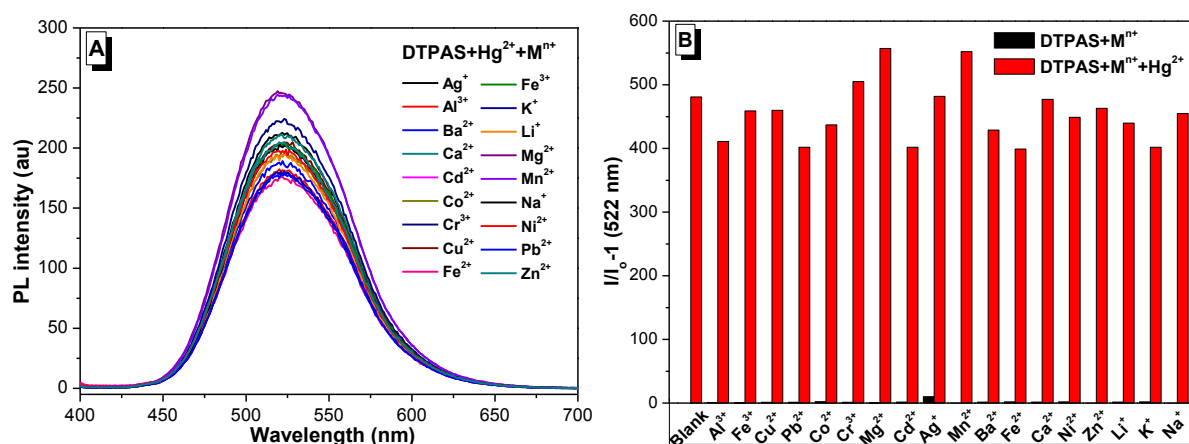 A
DTPAS+Hg²⁺+Mⁿ⁺
Ag⁺ Fe³⁺
Al³⁺ K⁺
Ba²⁺ Li⁺
Ca²⁺ Mg²⁺
Cd²⁺ Mn²⁺
Co²⁺ Na⁺
Cr³⁺ Ni²⁺
Cu²⁺ Pb²⁺
Fe²⁺ Zn²⁺
PL intensity (au)
300
250
200
150
100
50
0
400 450 500 550 600 650 700
Wavelength (nm)
B
DTPAS+Mⁿ⁺
DTPAS+Mⁿ⁺+Hg²⁺
I/Iₒ-1 (522 nm)
600
500
400
300
200
100
0
Blank Al³⁺ Fe³⁺ Cu²⁺ Pb²⁺ Co²⁺ Cr³⁺ Mg²⁺ Cd²⁺ Ag⁺ Mn²⁺ Ba²⁺ Fe²⁺ Ca²⁺ Ni²⁺ Zn²⁺ Li⁺ K⁺ Na⁺